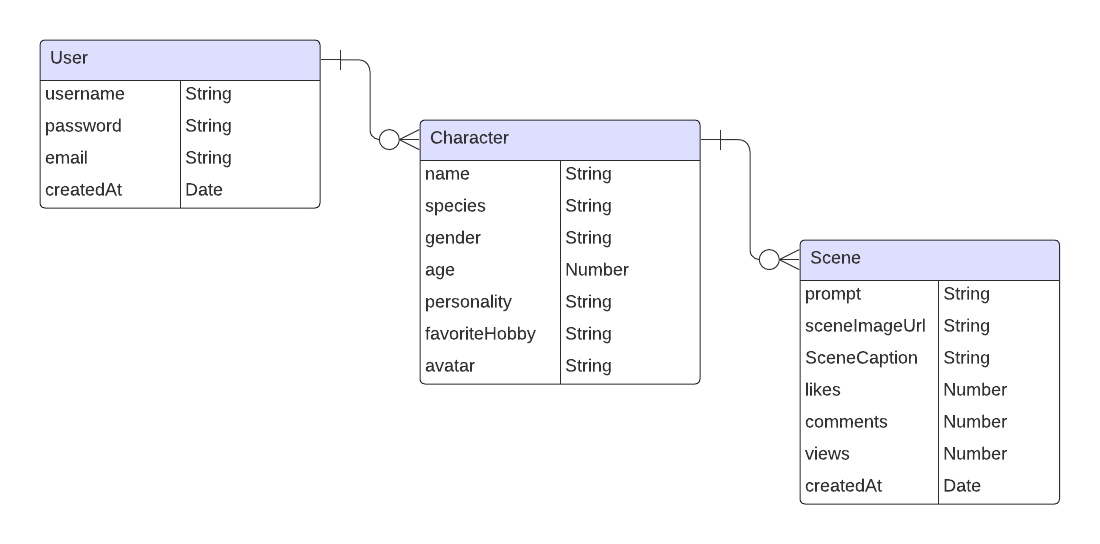 User
username String
password String
email String
createdAt Date
Character
name String
species String
gender String
age Number
personality String
favoriteHobby String
avatar String
Scene
prompt String
sceneImageUrl String
SceneCaption String
likes Number
comments Number
views Number
createdAt Date